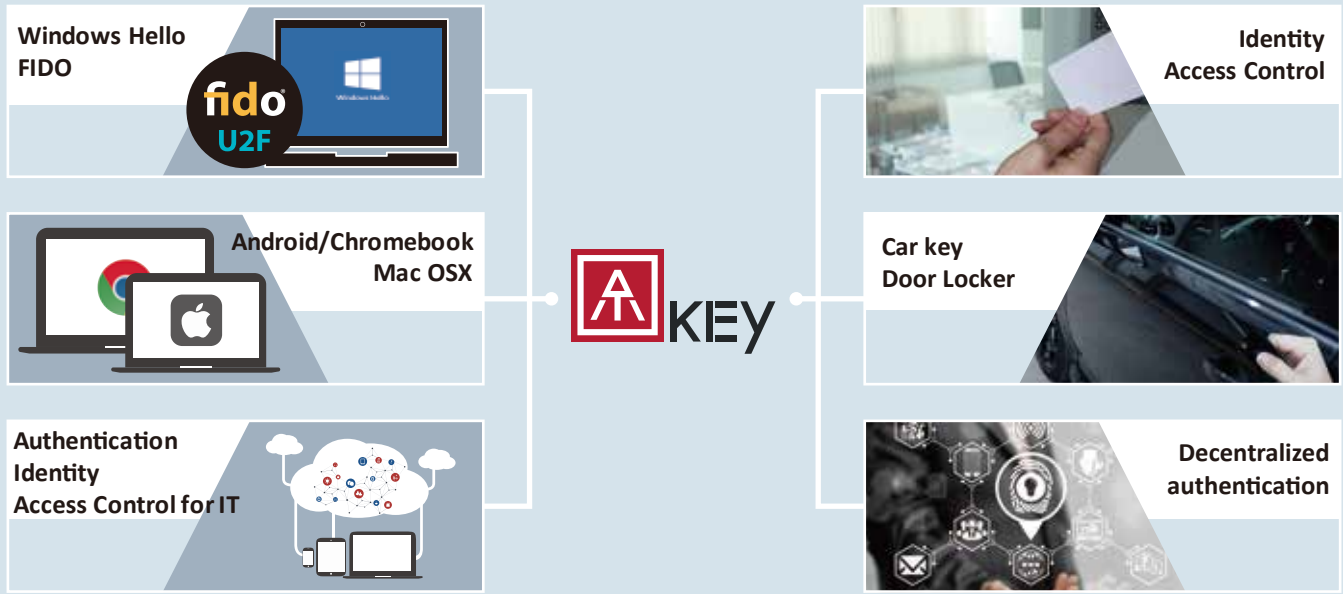 Windows Hello
FIDO
fido
U2F
Windows Hello
Android/Chromebook
Mac OSX
Authentication
Identity
Access Control for IT
AT
KEY
Identity
Access Control
Car key
Door Locker
Decentralized
authentication